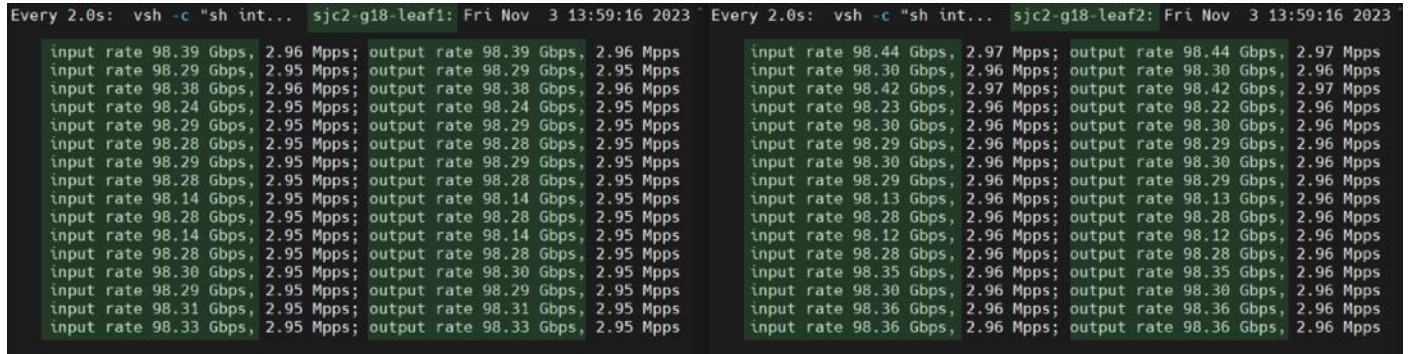 Every 2.0s: vsh -c "sh int... sjc2-g18-leaf1: Fri Nov 3 13:59:16 2023
input rate 98.39 Gbps, 2.96 Mpps; output rate 98.39 Gbps, 2.96 Mpps
input rate 98.29 Gbps, 2.95 Mpps; output rate 98.29 Gbps, 2.95 Mpps
input rate 98.38 Gbps, 2.96 Mpps; output rate 98.38 Gbps, 2.96 Mpps
input rate 98.24 Gbps, 2.95 Mpps; output rate 98.24 Gbps, 2.95 Mpps
input rate 98.29 Gbps, 2.95 Mpps; output rate 98.29 Gbps, 2.95 Mpps
input rate 98.28 Gbps, 2.95 Mpps; output rate 98.28 Gbps, 2.95 Mpps
input rate 98.29 Gbps, 2.95 Mpps; output rate 98.29 Gbps, 2.95 Mpps
input rate 98.28 Gbps, 2.95 Mpps; output rate 98.28 Gbps, 2.95 Mpps
input rate 98.14 Gbps, 2.95 Mpps; output rate 98.14 Gbps, 2.95 Mpps
input rate 98.28 Gbps, 2.95 Mpps; output rate 98.28 Gbps, 2.95 Mpps
input rate 98.14 Gbps, 2.95 Mpps; output rate 98.14 Gbps, 2.95 Mpps
input rate 98.28 Gbps, 2.95 Mpps; output rate 98.28 Gbps, 2.95 Mpps
input rate 98.30 Gbps, 2.95 Mpps; output rate 98.30 Gbps, 2.95 Mpps
input rate 98.29 Gbps, 2.95 Mpps; output rate 98.29 Gbps, 2.95 Mpps
input rate 98.31 Gbps, 2.95 Mpps; output rate 98.31 Gbps, 2.95 Mpps
input rate 98.33 Gbps, 2.95 Mpps; output rate 98.33 Gbps, 2.95 Mpps
Every 2.0s: vsh -c "sh int... sjc2-g18-leaf2: Fri Nov 3 13:59:16 2023
input rate 98.44 Gbps, 2.97 Mpps; output rate 98.44 Gbps, 2.97 Mpps
input rate 98.30 Gbps, 2.96 Mpps; output rate 98.30 Gbps, 2.96 Mpps
input rate 98.42 Gbps, 2.97 Mpps; output rate 98.42 Gbps, 2.97 Mpps
input rate 98.23 Gbps, 2.96 Mpps; output rate 98.22 Gbps, 2.96 Mpps
input rate 98.30 Gbps, 2.96 Mpps; output rate 98.30 Gbps, 2.96 Mpps
input rate 98.29 Gbps, 2.96 Mpps; output rate 98.29 Gbps, 2.96 Mpps
input rate 98.30 Gbps, 2.96 Mpps; output rate 98.30 Gbps, 2.96 Mpps
input rate 98.29 Gbps, 2.96 Mpps; output rate 98.29 Gbps, 2.96 Mpps
input rate 98.13 Gbps, 2.96 Mpps; output rate 98.13 Gbps, 2.96 Mpps
input rate 98.28 Gbps, 2.96 Mpps; output rate 98.28 Gbps, 2.96 Mpps
input rate 98.12 Gbps, 2.96 Mpps; output rate 98.12 Gbps, 2.96 Mpps
input rate 98.28 Gbps, 2.96 Mpps; output rate 98.28 Gbps, 2.96 Mpps
input rate 98.35 Gbps, 2.96 Mpps; output rate 98.35 Gbps, 2.96 Mpps
input rate 98.30 Gbps, 2.96 Mpps; output rate 98.30 Gbps, 2.96 Mpps
input rate 98.36 Gbps, 2.96 Mpps; output rate 98.36 Gbps, 2.96 Mpps
input rate 98.36 Gbps, 2.96 Mpps; output rate 98.36 Gbps, 2.96 Mpps